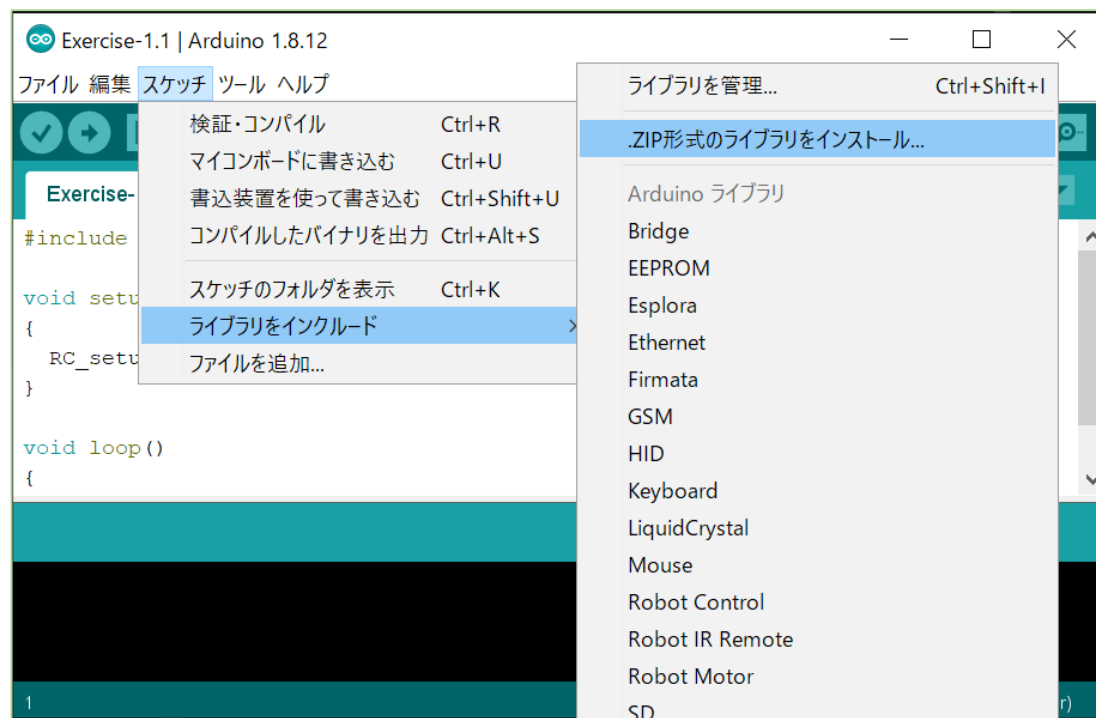 Exercise-1.1 | Arduino 1.8.12
ファイル 編集 スケッチ ツール ヘルプ
検証・コンパイル Ctrl+R
マイコンボードに書き込む Ctrl+U
書込装置を使って書き込む Ctrl+Shift+U
コンパイルしたバイナリを出力 Ctrl+Alt+S
スケッチのフォルダを表示 Ctrl+K
ライブラリをインクルード
ファイルを追加...
ライブラリを管理... Ctrl+Shift+I
.ZIP形式のライブラリをインストール...
Arduino ライブラリ
Bridge
EEPROM
Esplora
Ethernet
Firmata
GSM
HID
Keyboard
LiquidCrystal
Mouse
Robot Control
Robot IR Remote
Robot Motor
SD
Exercise-
#include
void setu
{
RC_setu
}
void loop()
{
1
r)